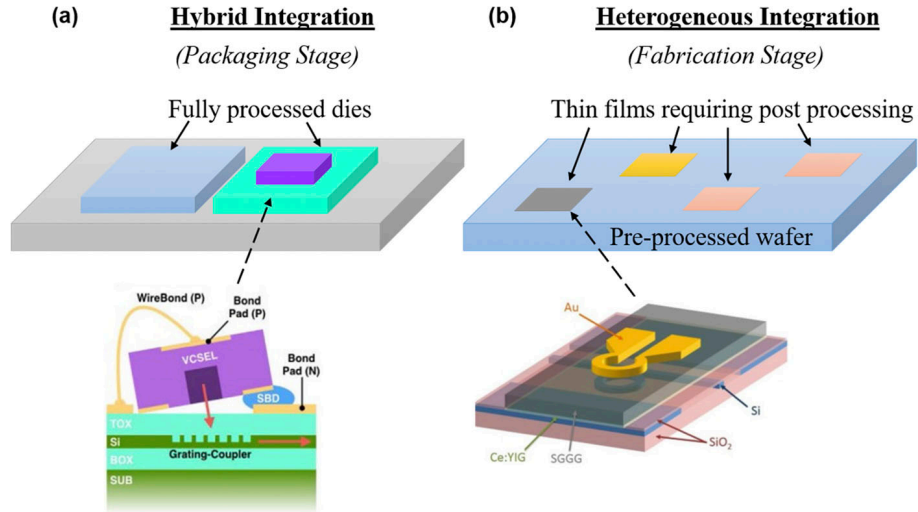 (a)
Hybrid Integration
(Packaging Stage)
Fully processed dies
WireBond (P)
Bond
Pad (P)
VCSEL
Bond
Pad (N)
SBD
TOX
Si
Grating-Coupler
BOX
SUB
(b)
Heterogeneous Integration
(Fabrication Stage)
Thin films requiring post processing
Pre-processed wafer
Au
Si
SiO2
Ce:YIG
SGGG